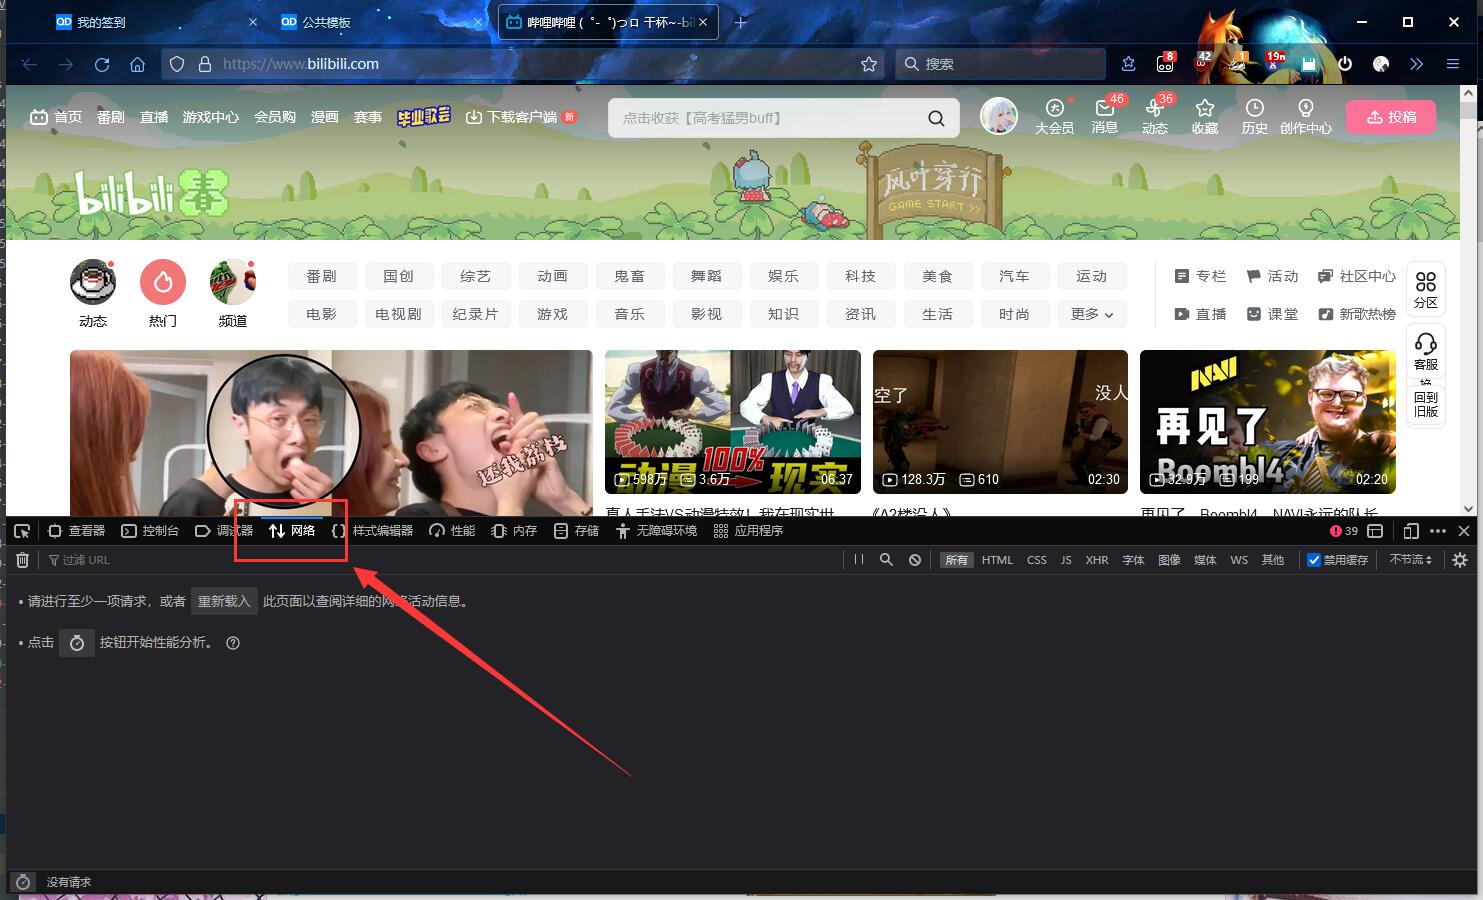 我的签到
公共模板
哔哩哔哩 ( ゜- ゜)つロ 干杯~-bili
https://www.bilibili.com
搜索
8
42
1
19n
首页 番剧 直播 游戏中心 会员购 漫画 赛事 毕业歌会 下载客户端 新
点击收获【高考猛男buff】
大会员
46
消息
36
动态
收藏
历史
创作中心
投稿
bilibili
风叶穿行
GAME START >>
动态
热门
频道
番剧 国创 综艺 动画 鬼畜 舞蹈 娱乐 科技 美食 汽车 运动
电影 电视剧 纪录片 游戏 音乐 影视 知识 资讯 生活 时尚 更多
专栏 活动 社区中心
直播 课堂 新歌热榜
分区
客服
换
回到
旧版
还我荔枝
动漫100%现实
598万 3.6万 06:37
真人手法VS动漫特效！我在现实世
空了
没人
128.3万 610 02:30
《A2楼没人》
NAVI
再见了
Boombl4
32.9万 199 02:20
再见了，Boombl4，NAVI永远的队长
查看器 控制台 调试器 网络 样式编辑器 性能 内存 存储 无障碍环境 应用程序
39
过滤 URL
所有 HTML CSS JS XHR 字体 图像 媒体 WS 其他
禁用缓存
不节流
• 请进行至少一项请求，或者 重新载入 此页面以查阅详细的网络活动信息。
• 点击 按钮开始性能分析。
没有请求